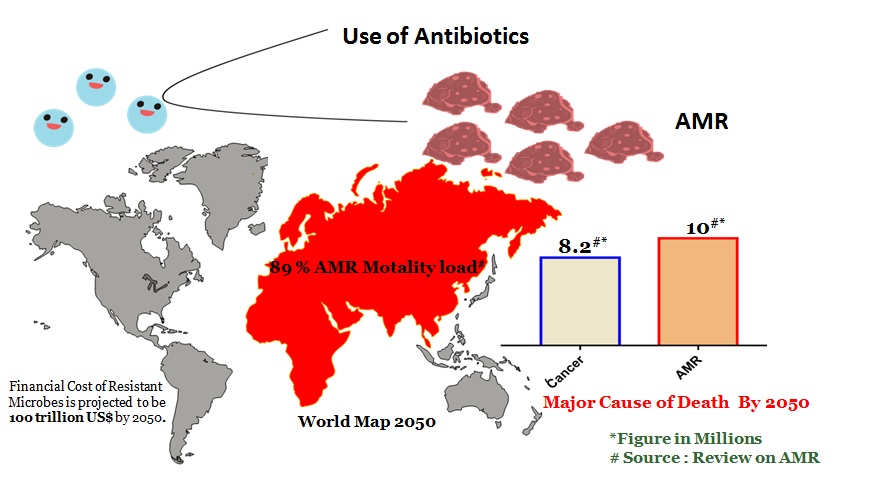 Use of Antibiotics
AMR
89 % AMR Motality load#
8.2#*
10#*
Cancer
AMR
Major Cause of Death By 2050
Financial Cost of Resistant
Microbes is projected to be
100 trillion US$ by 2050.
World Map 2050
*Figure in Millions
# Source : Review on AMR